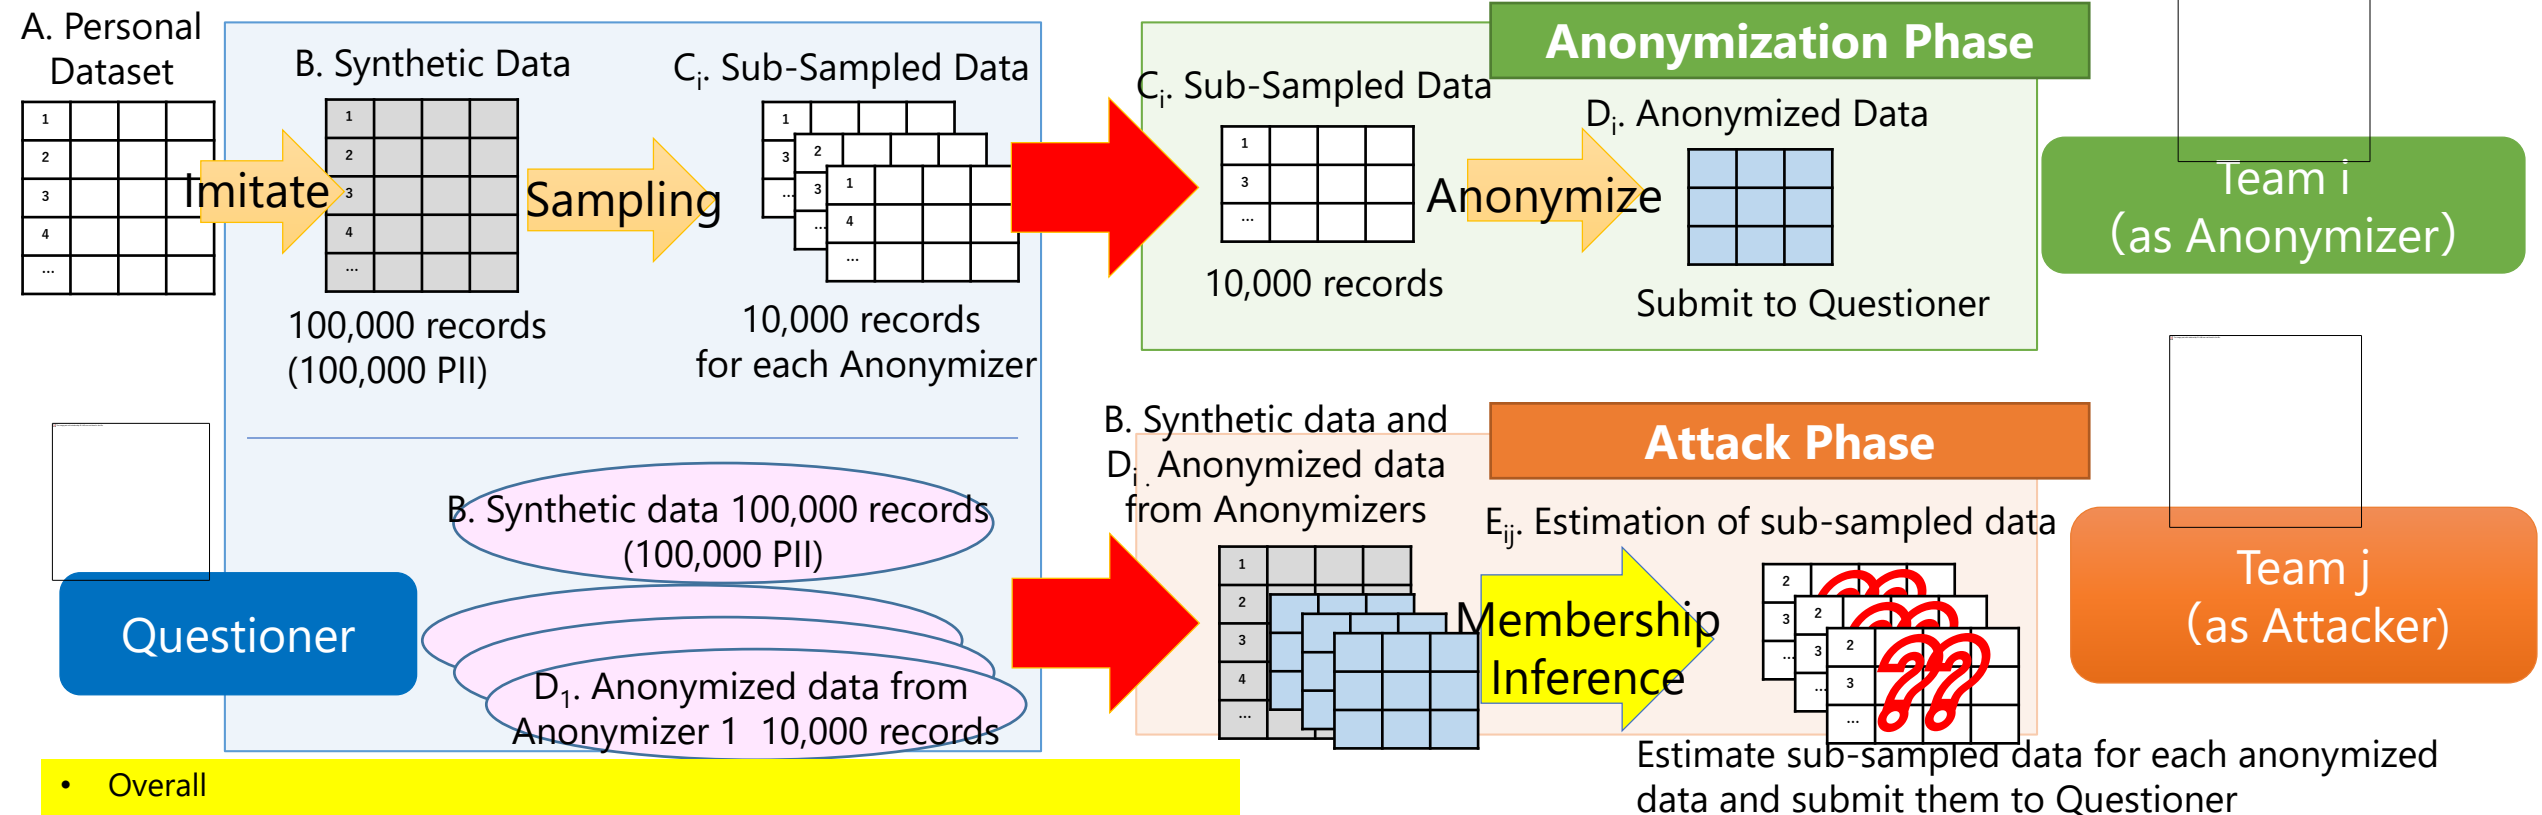 A. Personal
Dataset
1
2
3
4
...
Imitate
B. Synthetic Data
1
2
3
4
...
100,000 records
(100,000 PII)
Sampling
Ci. Sub-Sampled Data
1
3
...
2
3
...
1
4
...
10,000 records
for each Anonymizer
Anonymization Phase
Ci. Sub-Sampled Data
1
3
...
10,000 records
Anonymize
Di. Anonymized Data
Submit to Questioner
Team i
(as Anonymizer)
Questioner
B. Synthetic data 100,000 records
(100,000 PII)
D1. Anonymized data from
Anonymizer 1 10,000 records
Attack Phase
B. Synthetic data and
Di. Anonymized data
from Anonymizers
1
2
3
4
...
Membership
Inference
Eij. Estimation of sub-sampled data
2
3
...
2
3
...
2
3
...
??
??
??
Estimate sub-sampled data for each anonymized
data and submit them to Questioner
Team j
(as Attacker)
• Overall